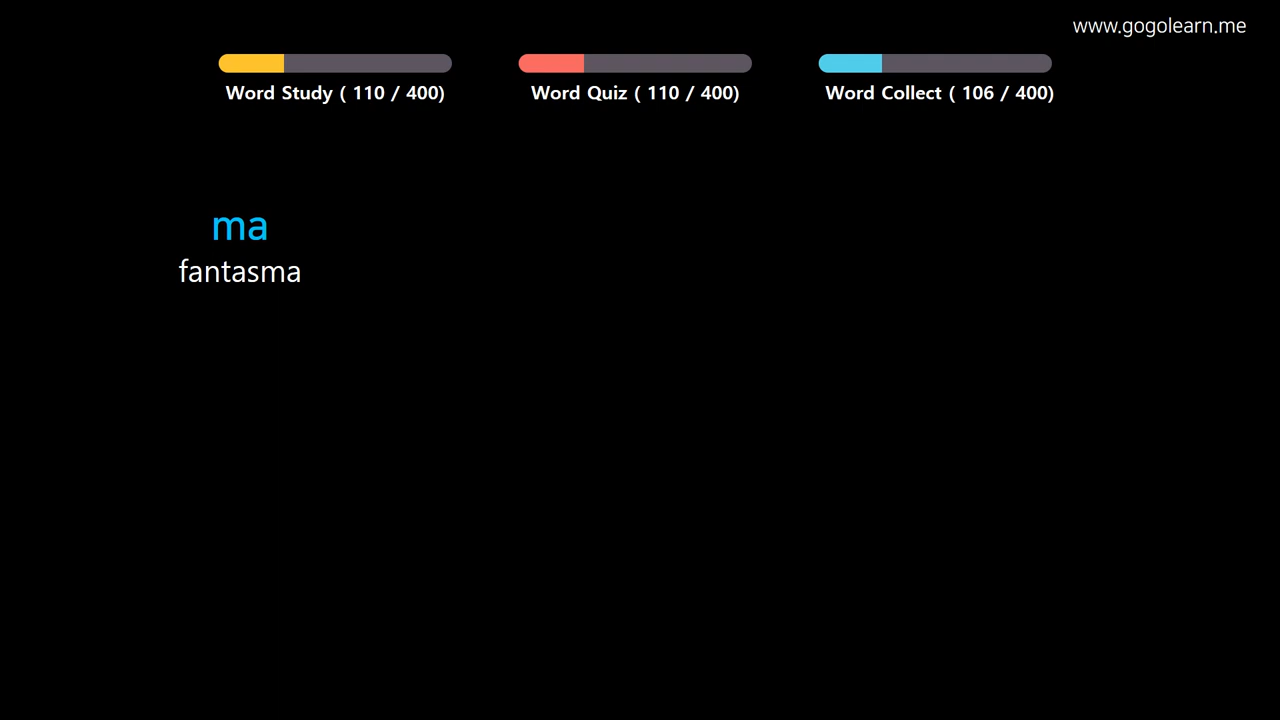 www.gogolearn.me
Word Study ( 110 / 400)
Word Quiz ( 110 / 400)
Word Collect ( 106 / 400)
ma
fantasma